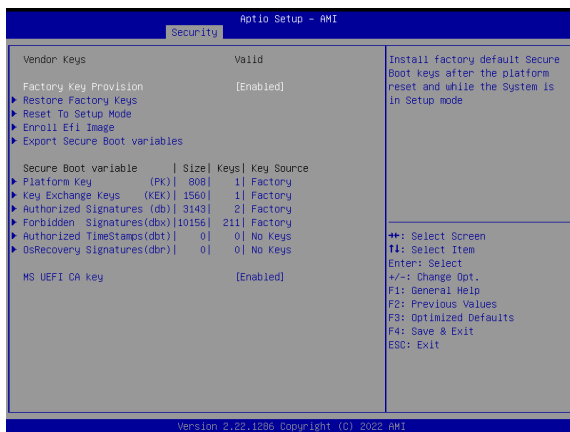 Aptio Setup – AMI
Security
Vendor Keys Valid
Factory Key Provision [Enabled]
▶ Restore Factory Keys
▶ Reset To Setup Mode
▶ Enroll Efi Image
▶ Export Secure Boot variables
Secure Boot variable | Size| Keys| Key Source
▶ Platform Key (PK)| 808| 1| Factory
▶ Key Exchange Keys (KEK)| 1560| 1| Factory
▶ Authorized Signatures (db)| 3143| 2| Factory
▶ Forbidden Signatures(dbx)|10156| 211| Factory
▶ Authorized TimeStamps(dbt)| 0| 0| No Keys
▶ OsRecovery Signatures(dbr)| 0| 0| No Keys
MS UEFI CA key [Enabled]
Install factory default Secure
Boot keys after the platform
reset and while the System is
in Setup mode
→←: Select Screen
↑↓: Select Item
Enter: Select
+/-: Change Opt.
F1: General Help
F2: Previous Values
F3: Optimized Defaults
F4: Save & Exit
ESC: Exit
Version 2.22.1286 Copyright (C) 2022 AMI